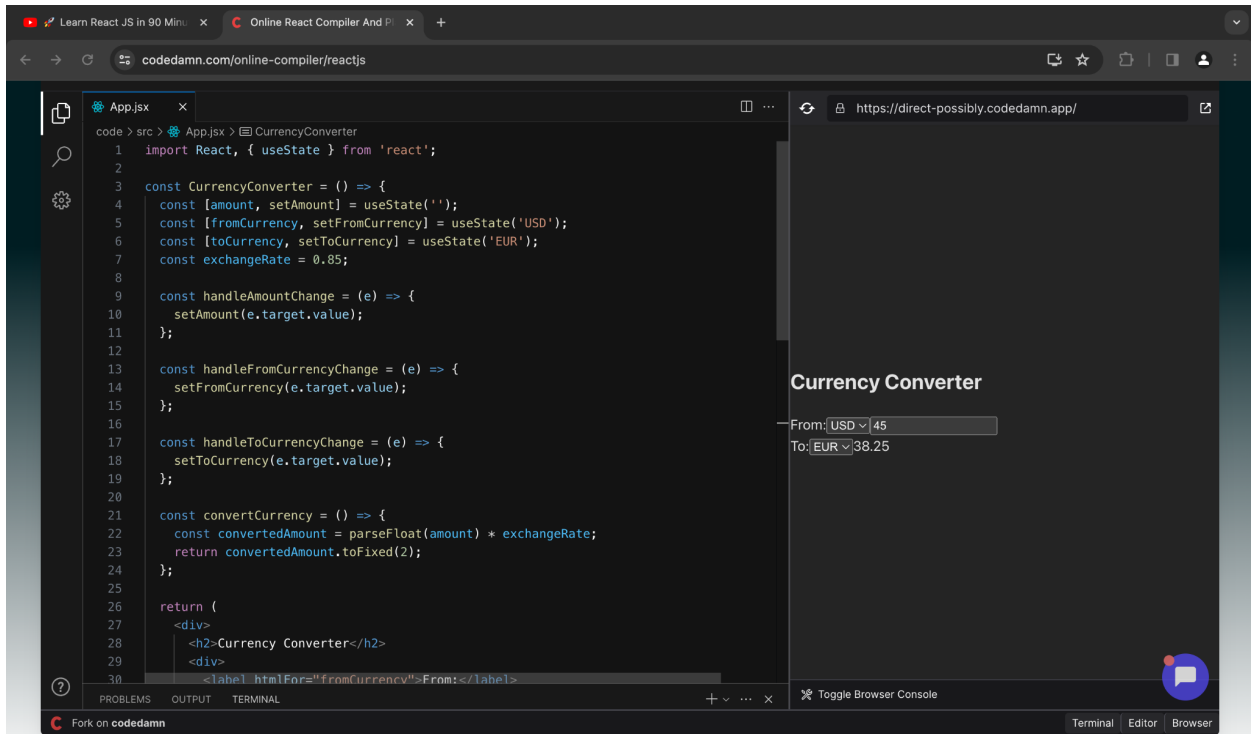 Learn React JS in 90 Minu
Online React Compiler And Pl
codedamn.com/online-compiler/reactjs
App.jsx
https://direct-possibly.codedamn.app/
code > src > App.jsx > CurrencyConverter
1 import React, { useState } from 'react';
2
3 const CurrencyConverter = () => {
4 const [amount, setAmount] = useState('');
5 const [fromCurrency, setFromCurrency] = useState('USD');
6 const [toCurrency, setToCurrency] = useState('EUR');
7 const exchangeRate = 0.85;
8
9 const handleAmountChange = (e) => {
10 setAmount(e.target.value);
11 };
12
13 const handleFromCurrencyChange = (e) => {
14 setFromCurrency(e.target.value);
15 };
16
17 const handleToCurrencyChange = (e) => {
18 setToCurrency(e.target.value);
19 };
20
21 const convertCurrency = () => {
22 const convertedAmount = parseFloat(amount) * exchangeRate;
23 return convertedAmount.toFixed(2);
24 };
25
26 return (
27 <div>
28 <h2>Currency Converter</h2>
29 <div>
30 <label htmlFor="fromCurrency">From:</label>
Currency Converter
From: USD 45
To: EUR 38.25
PROBLEMS OUTPUT TERMINAL
Toggle Browser Console
Fork on codedamn
Terminal Editor Browser